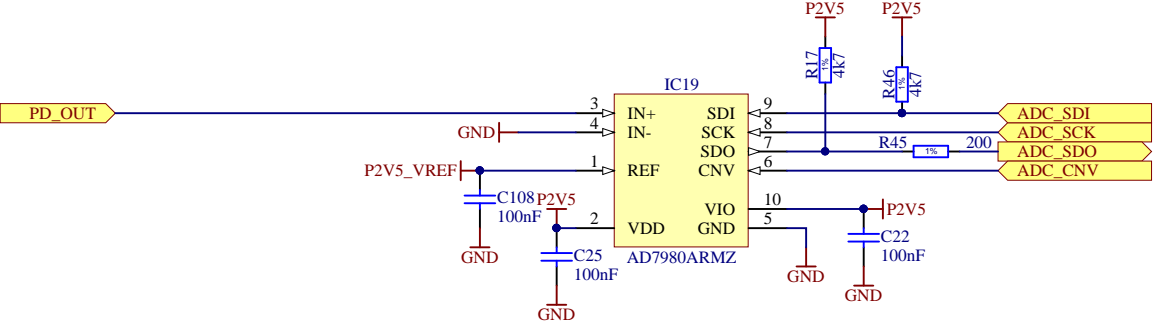 P2V5
P2V5
R17
1%
4k7
R46
1%
4k7
IC19
PD_OUT
3
IN+
SDI
9
ADC_SDI
GND
4
IN-
SCK
8
ADC_SCK
SDO
7
R45
1%
200
ADC_SDO
P2V5_VREF
1
REF
CNV
6
ADC_CNV
C108
100nF
P2V5
VIO
10
P2V5
2
VDD
GND
5
GND
C25
100nF
AD7980ARMZ
C22
100nF
GND
GND
GND